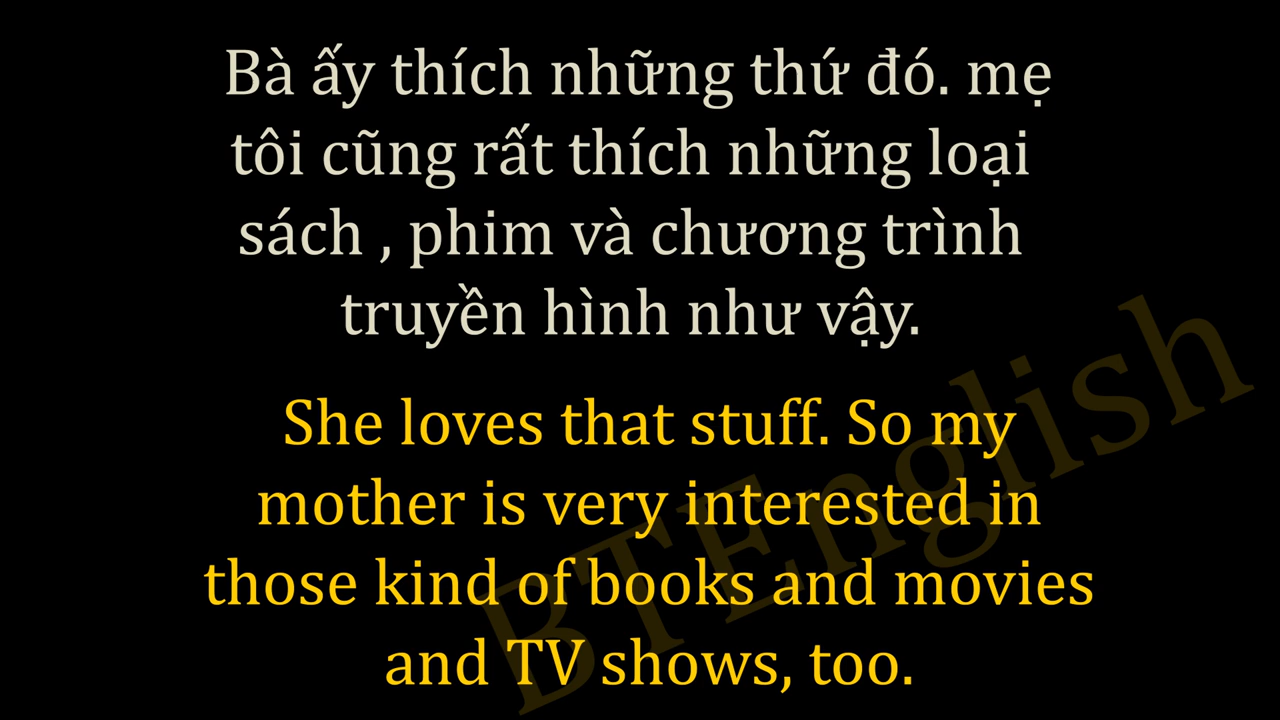 Bà ấy thích những thứ đó. mẹ
tôi cũng rất thích những loại
sách , phim và chương trình
truyền hình như vậy.
She loves that stuff. So my
mother is very interested in
those kind of books and movies
and TV shows, too.
BTEnglish